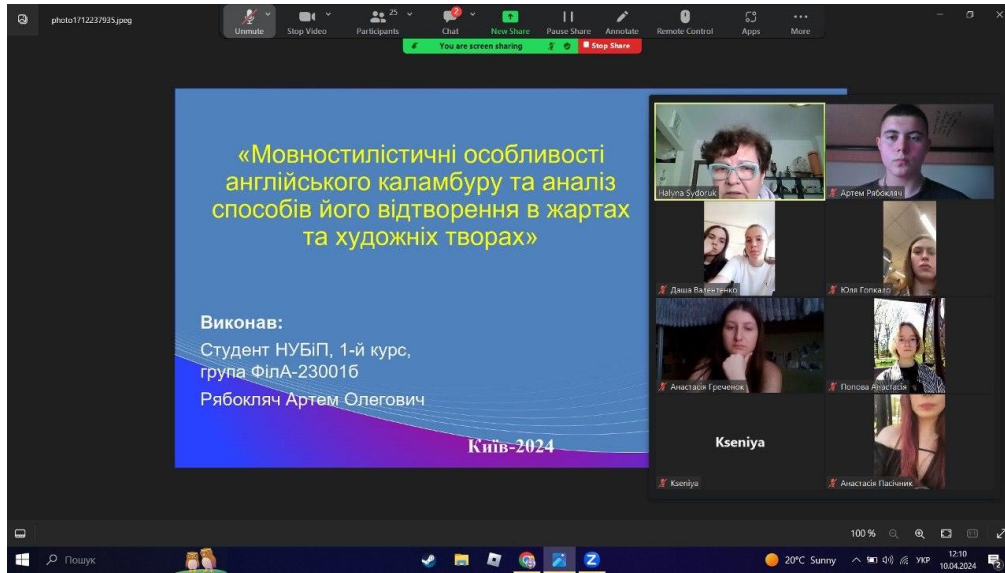 photo1712237935.jpeg
25
2
Unmute
Stop Video
Participants
Chat
New Share
Pause Share
Annotate
Remote Control
Apps
More
You are screen sharing
Stop Share
«Мовностилістичні особливості
англійського каламбуру та аналіз
способів його відтворення в жартах
та художніх творах»
Виконав:
Студент НУБіП, 1-й курс,
група ФілА-23001б
Рябокляч Артем Олегович
Київ-2024
Halyna Sydoruk
Артем Рябокляч
Даша Валентенко
Юля Гопкало
Анастасія Греченок
Попова Анастасія
Kseniya
Kseniya
Анастасія Пасічник
100 %
Пошук
20°C Sunny
УКР
12:10
10.04.2024